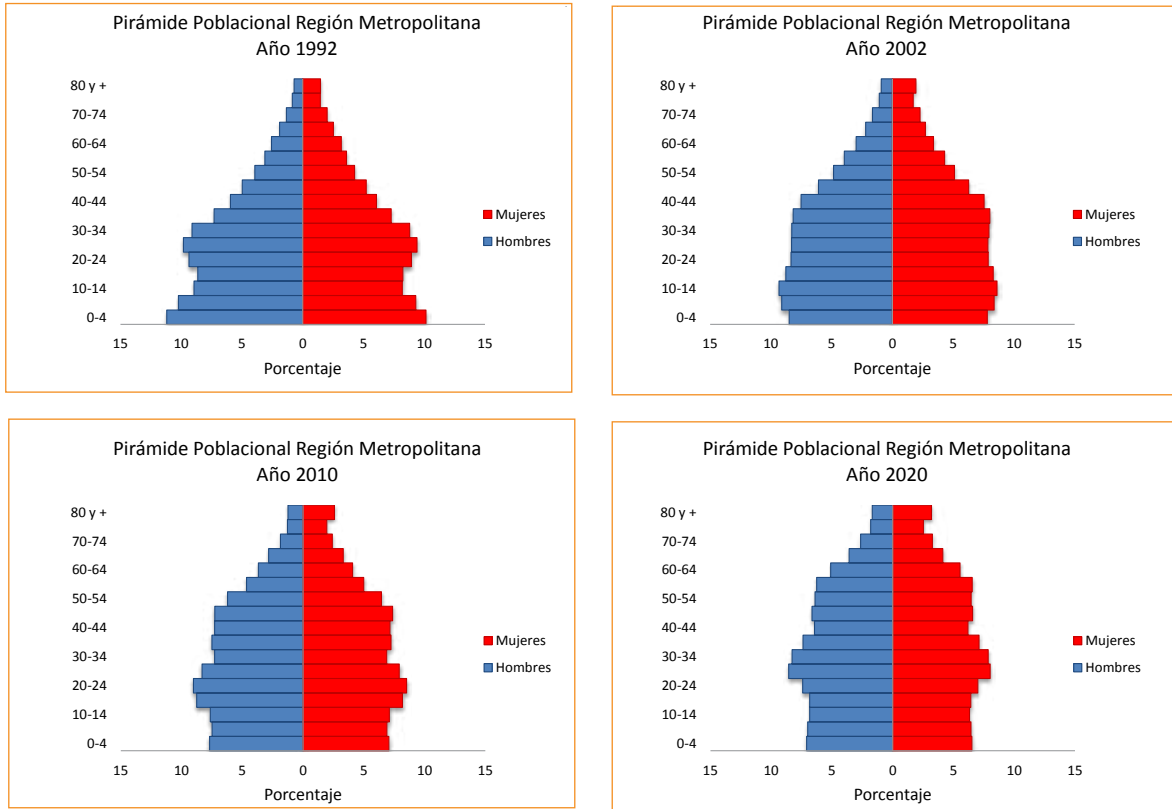 Pirámide Poblacional Región Metropolitana
Año 1992
80 y +
70-74
60-64
50-54
40-44
30-34
20-24
10-14
0-4
15 10 5 0 5 10 15
Porcentaje
Mujeres
Hombres
Pirámide Poblacional Región Metropolitana
Año 2002
80 y +
70-74
60-64
50-54
40-44
30-34
20-24
10-14
0-4
15 10 5 0 5 10 15
Porcentaje
Mujeres
Hombres
Pirámide Poblacional Región Metropolitana
Año 2010
80 y +
70-74
60-64
50-54
40-44
30-34
20-24
10-14
0-4
15 10 5 0 5 10 15
Porcentaje
Mujeres
Hombres
Pirámide Poblacional Región Metropolitana
Año 2020
80 y +
70-74
60-64
50-54
40-44
30-34
20-24
10-14
0-4
15 10 5 0 5 10 15
Porcentaje
Mujeres
Hombres